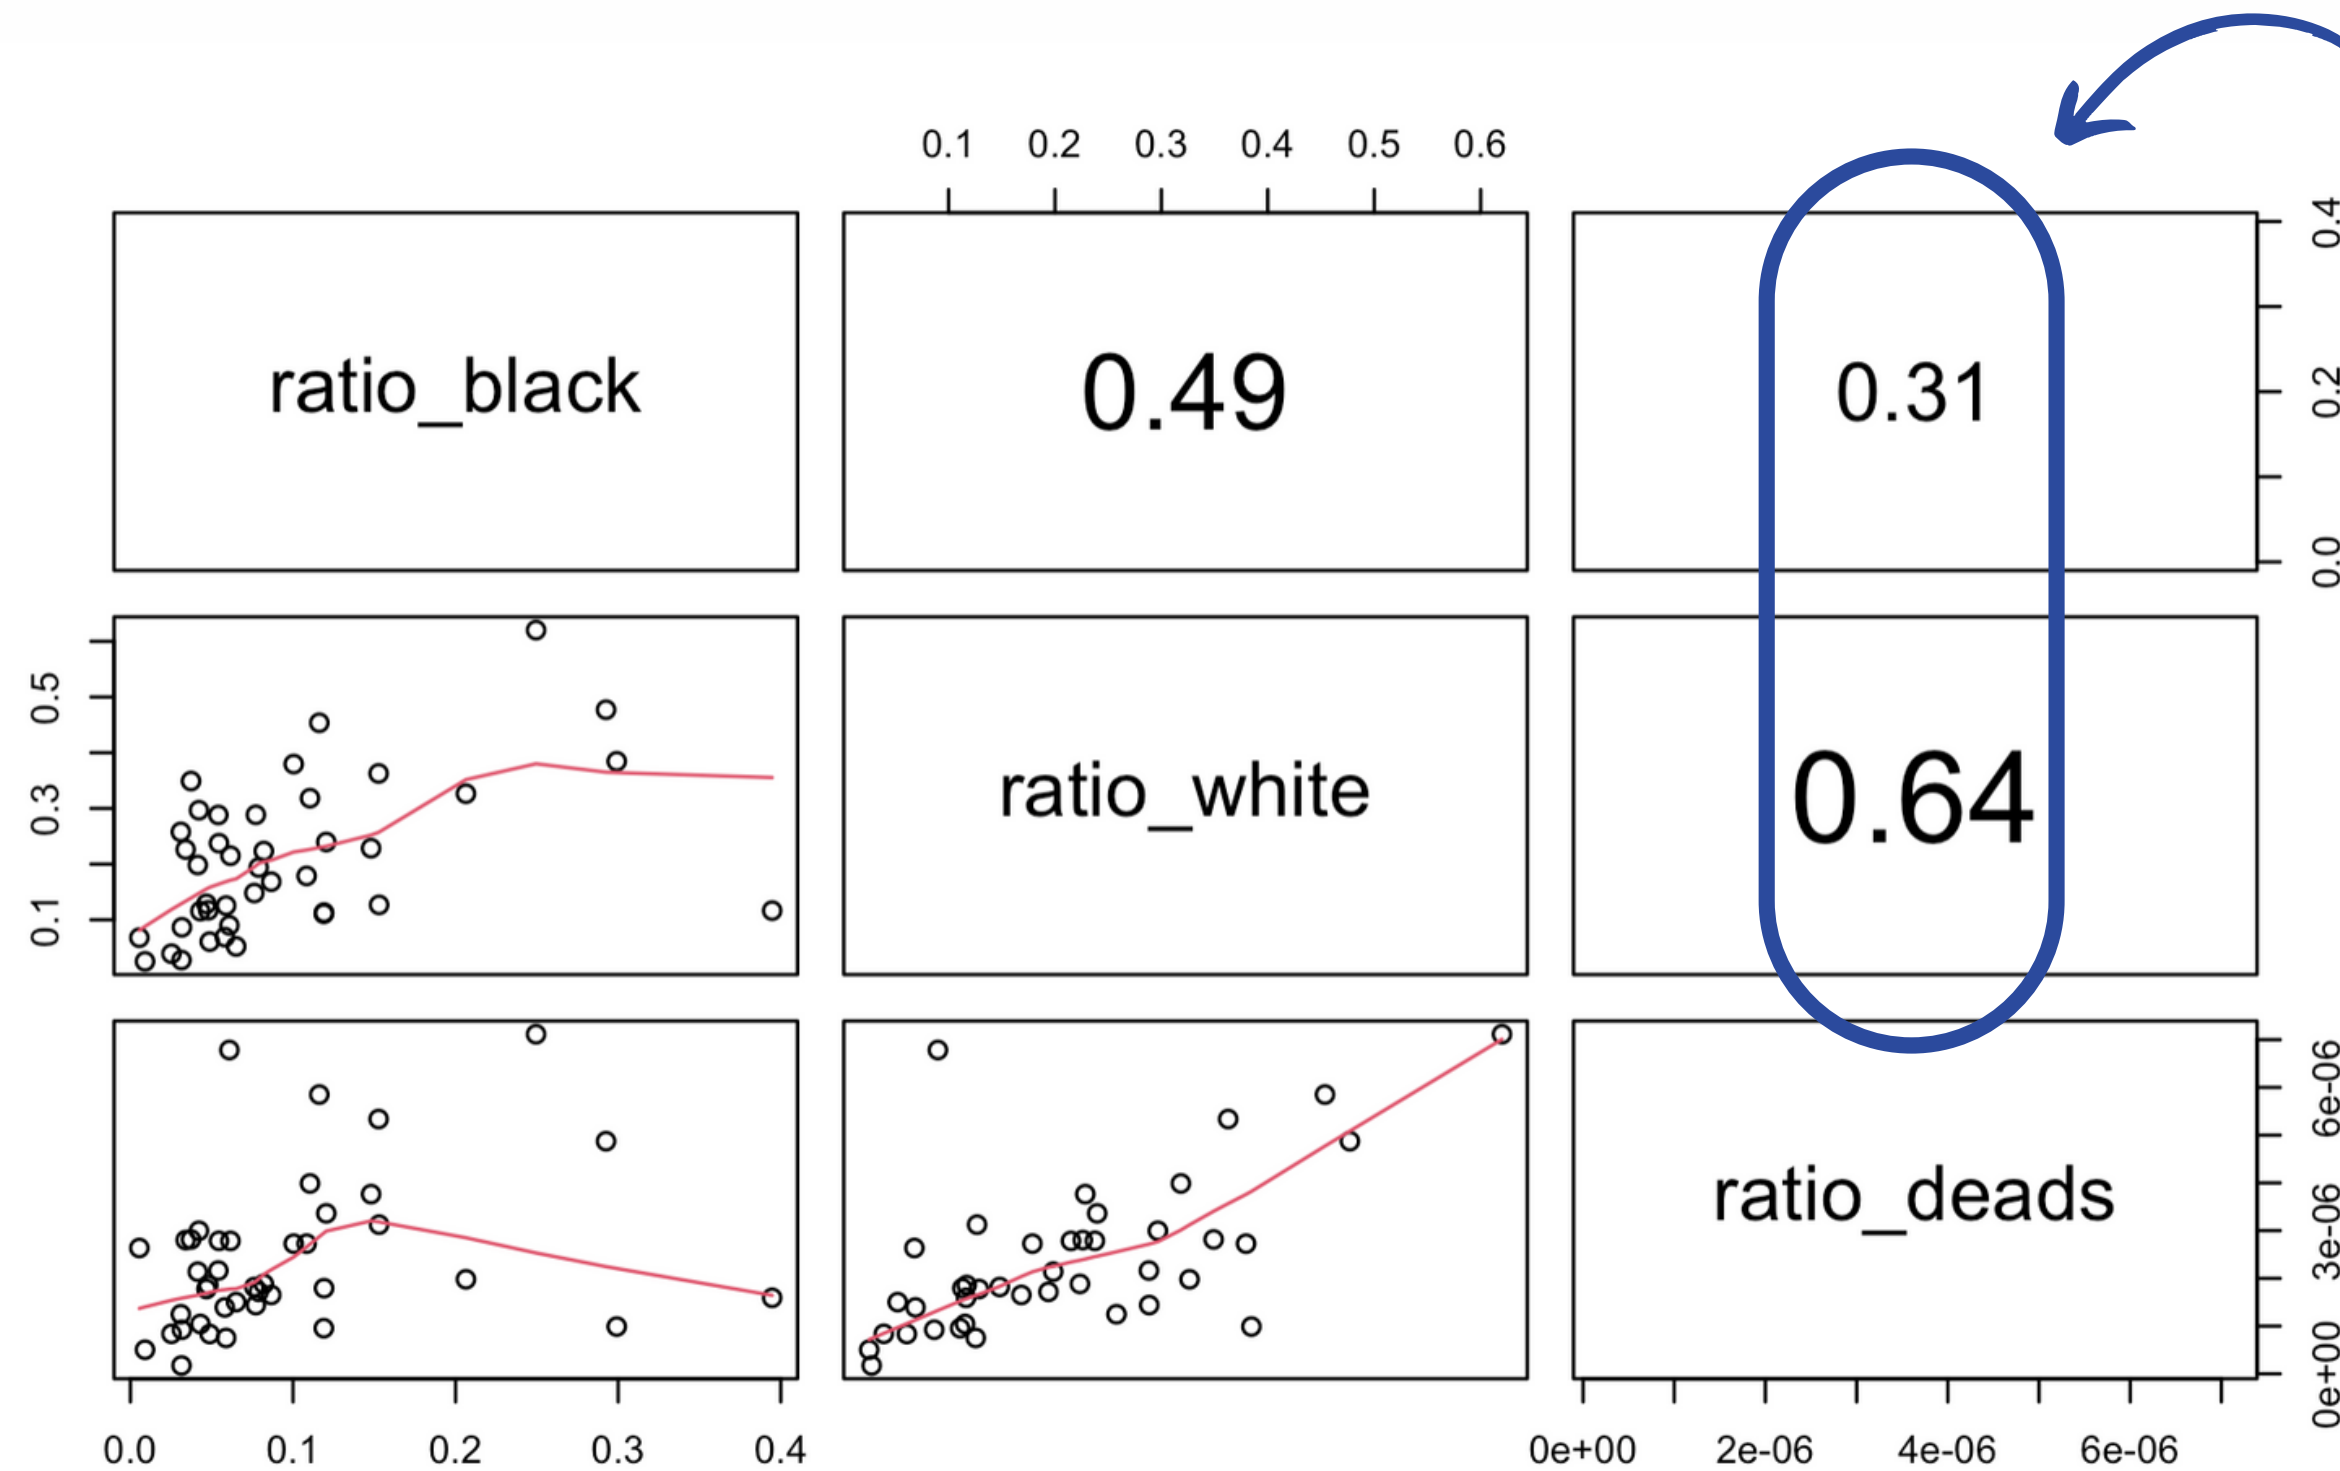 0.1 0.2 0.3 0.4 0.5 0.6
ratio_black 0.49 0.31
0.4
0.2
0.0
0.5
0.3
0.1
ratio_white 0.64
ratio_deads
6e-06
3e-06
0e+00
0.0 0.1 0.2 0.3 0.4
0e+00 2e-06 4e-06 6e-06